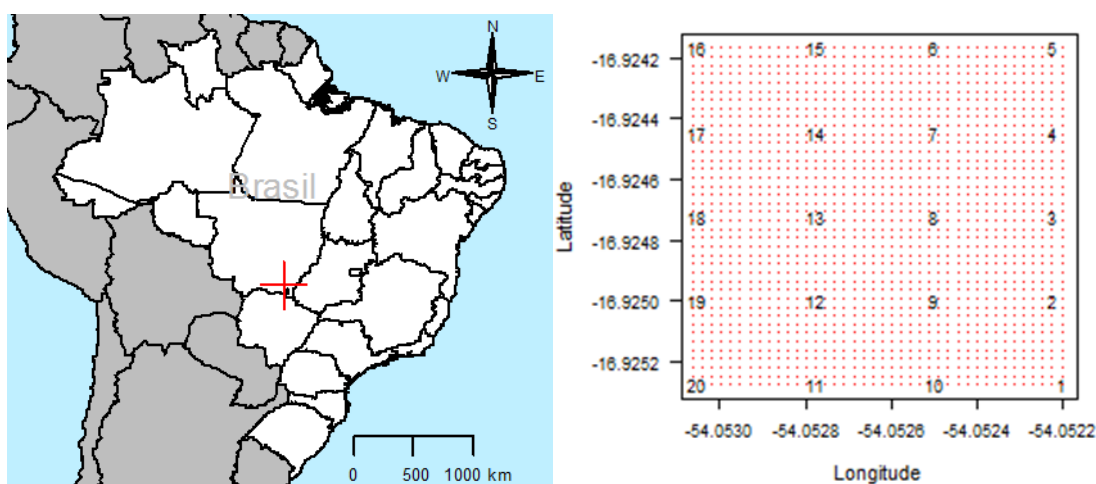 N
W E
S
Brasil
0 500 1000 km
-16.9242
-16.9244
-16.9246
-16.9248
-16.9250
-16.9252
Latitude
16 15 6 5
17 14 7 4
18 13 8 3
19 12 9 2
20 11 10 1
-54.0530 -54.0528 -54.0526 -54.0524 -54.0522
Longitude